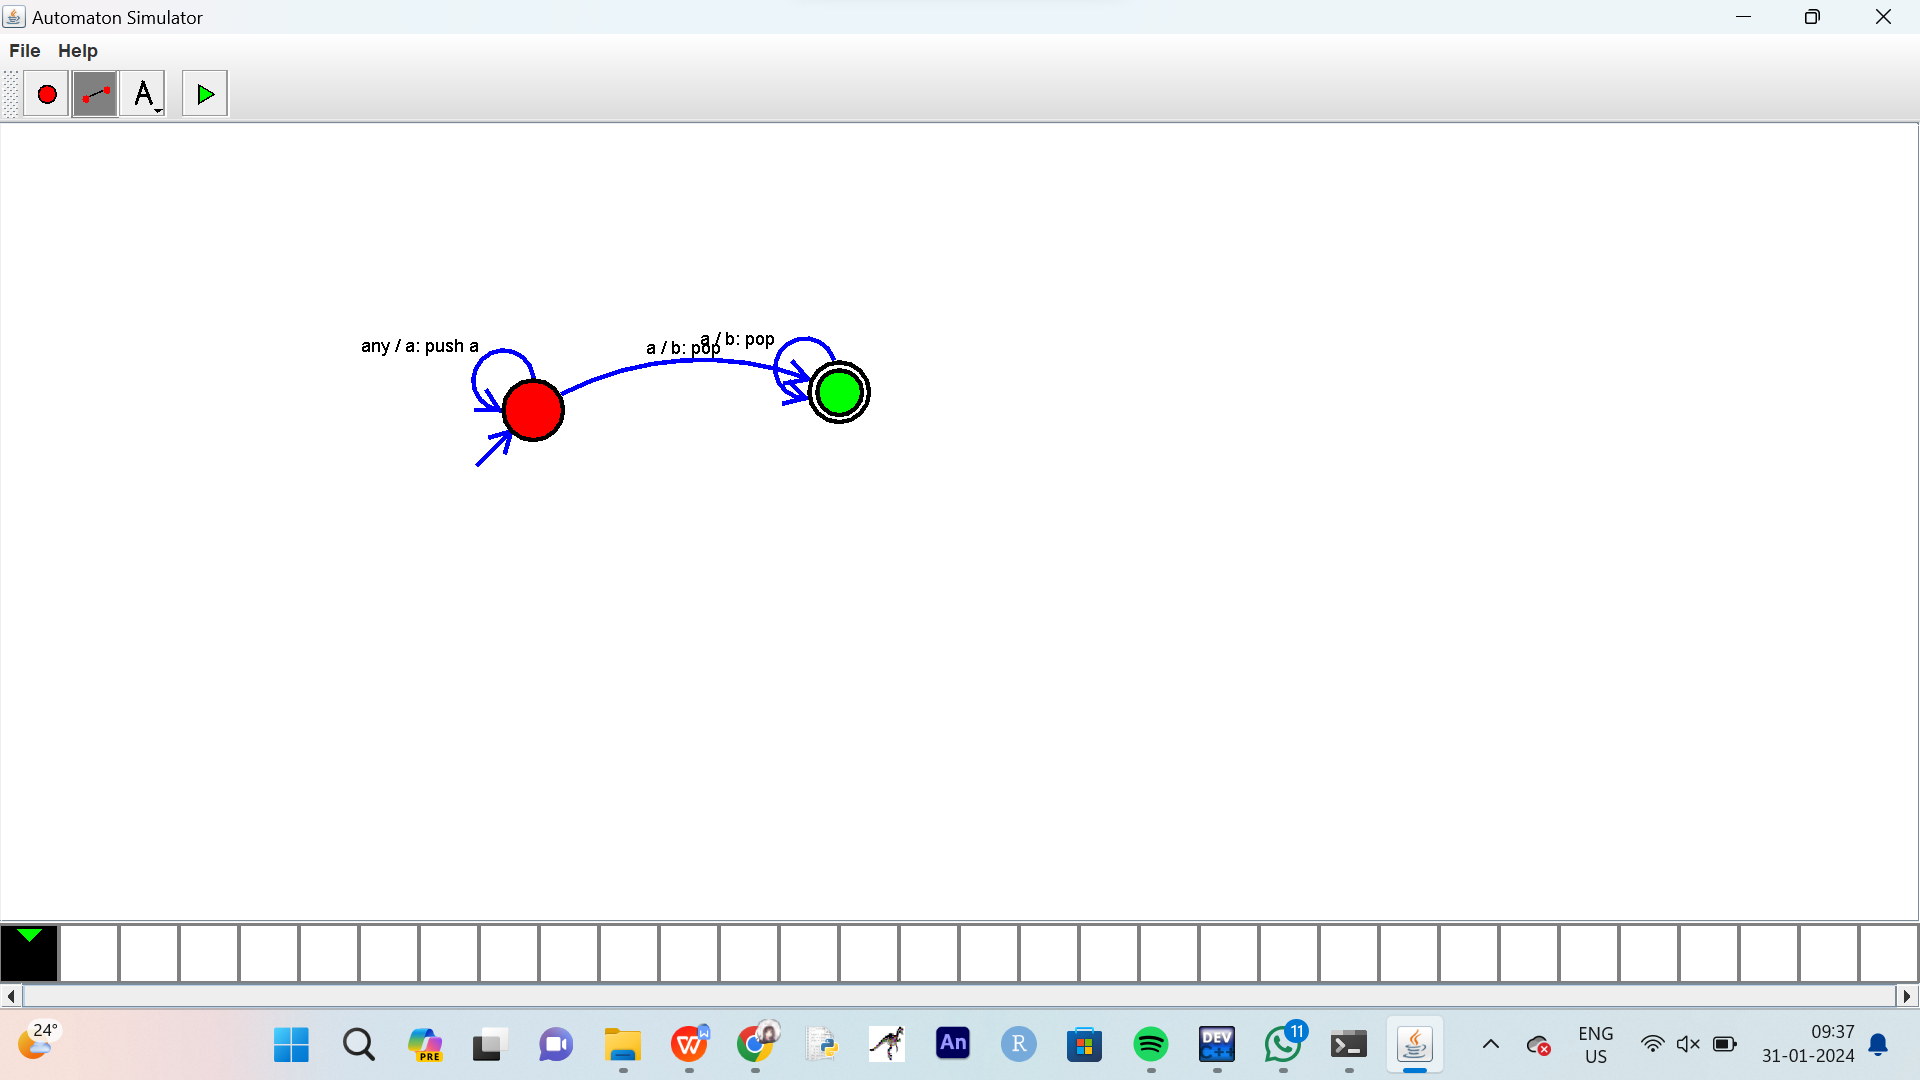 Automaton Simulator
File Help
A
any / a: push a
a / b: pop
a / b: pop
24°
PRE
W
An
R
DEV
C++
11
ENG
US
09:37
31-01-2024